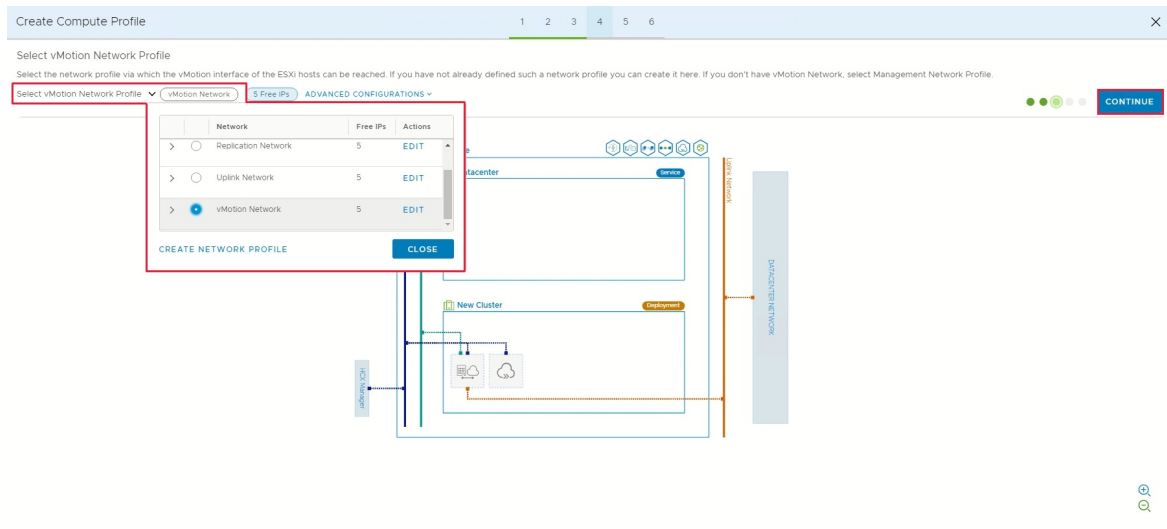 Create Compute Profile
1 2 3 4 5 6
Select vMotion Network Profile
Select the network profile via which the vMotion interface of the ESXi hosts can be reached. If you have not already defined such a network profile you can create it here. If you don't have vMotion Network, select Management Network Profile.
Select vMotion Network Profile vMotion Network 5 Free IPs ADVANCED CONFIGURATIONS
CONTINUE
Network Free IPs Actions
Replication Network 5 EDIT
Uplink Network 5 EDIT
vMotion Network 5 EDIT
CREATE NETWORK PROFILE CLOSE
Service
Uplink Network
DATACENTER NETWORK
New Cluster Deployment
HCX Manager